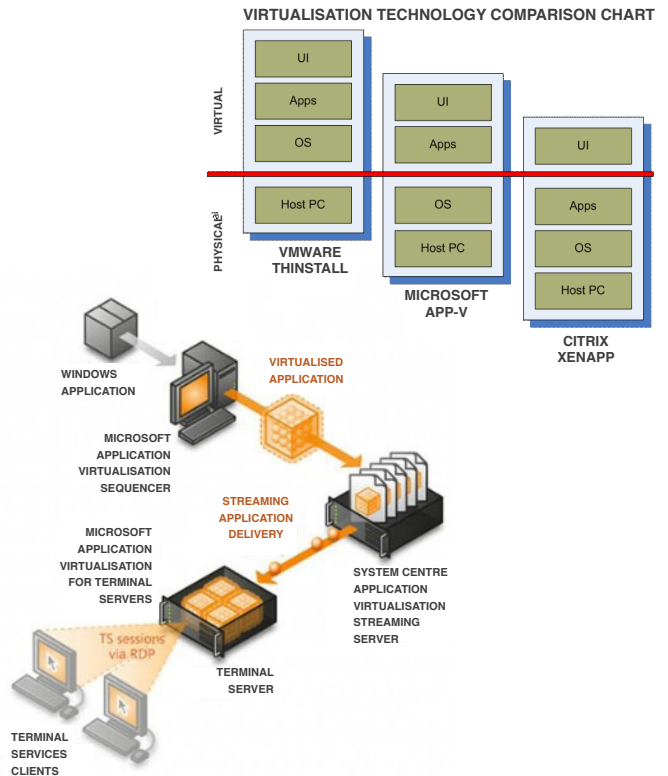 VIRTUALISATION TECHNOLOGY COMPARISON CHART
VIRTUAL
PHYSICAL
UI
Apps
OS
Host PC
VMWARE
THINSTALL
UI
Apps
OS
Host PC
MICROSOFT
APP-V
UI
Apps
OS
Host PC
CITRIX
XENAPP
WINDOWS
APPLICATION
VIRTUALISED
APPLICATION
MICROSOFT
APPLICATION
VIRTUALISATION
SEQUENCER
STREAMING
APPLICATION
DELIVERY
MICROSOFT
APPLICATION
VIRTUALISATION
FOR TERMINAL
SERVERS
SYSTEM CENTRE
APPLICATION
VIRTUALISATION
STREAMING
SERVER
TS sessions
via RDP
TERMINAL
SERVER
TERMINAL
SERVICES
CLIENTS